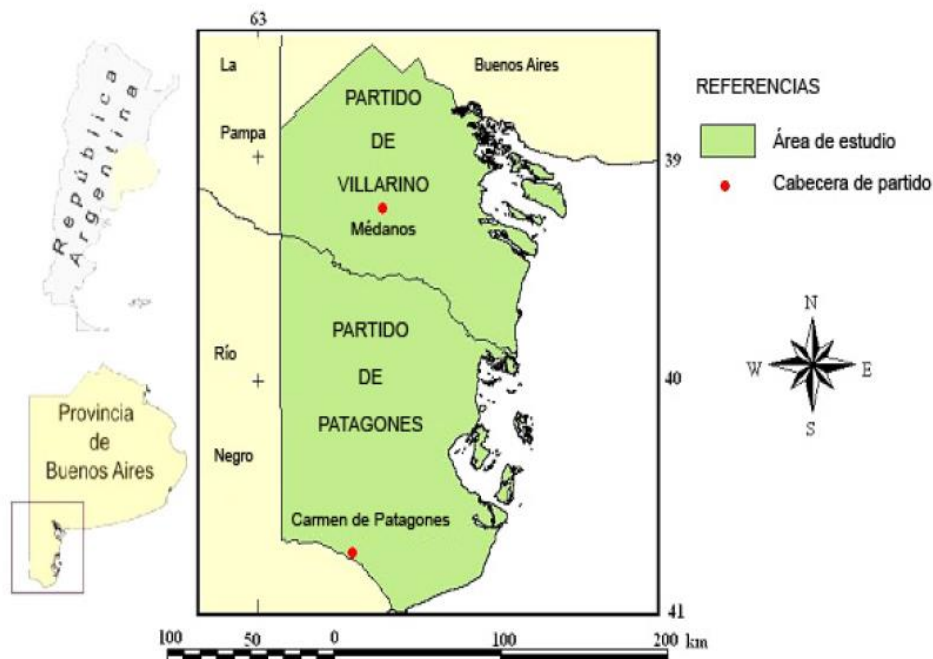 63
República
Argentina
Provincia
de
Buenos Aires
La
Pampa
Buenos Aires
PARTIDO
DE
VILLARINO
Médanos
39
PARTIDO
DE
PATAGONES
Río
Negro
40
Carmen de Patagones
41
REFERENCIAS
Área de estudio
Cabecera de partido
N
W E
S
100 50 0 100 200 km